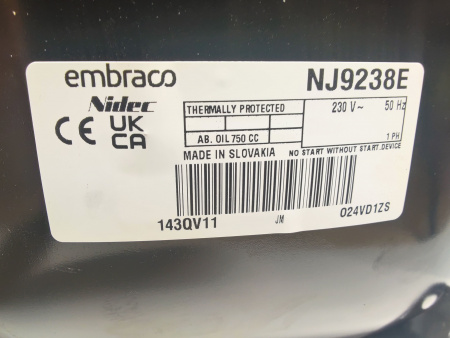 embraco
NJ9238E
Nidec
CE UK
CA
THERMALLY PROTECTED
230 V~ 50 Hz
AB. OIL 750 CC
1 PH
MADE IN SLOVAKIA
NO START WITHOUT START. DEVICE
143QV11
JM
024VD1ZS